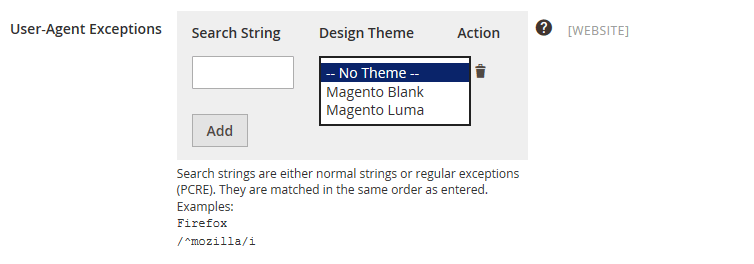 User-Agent Exceptions
Search String Design Theme Action
? [WEBSITE]
-- No Theme --
Magento Blank
Magento Luma
Add
Search strings are either normal strings or regular exceptions
(PCRE). They are matched in the same order as entered.
Examples:
Firefox
/^mozilla/i